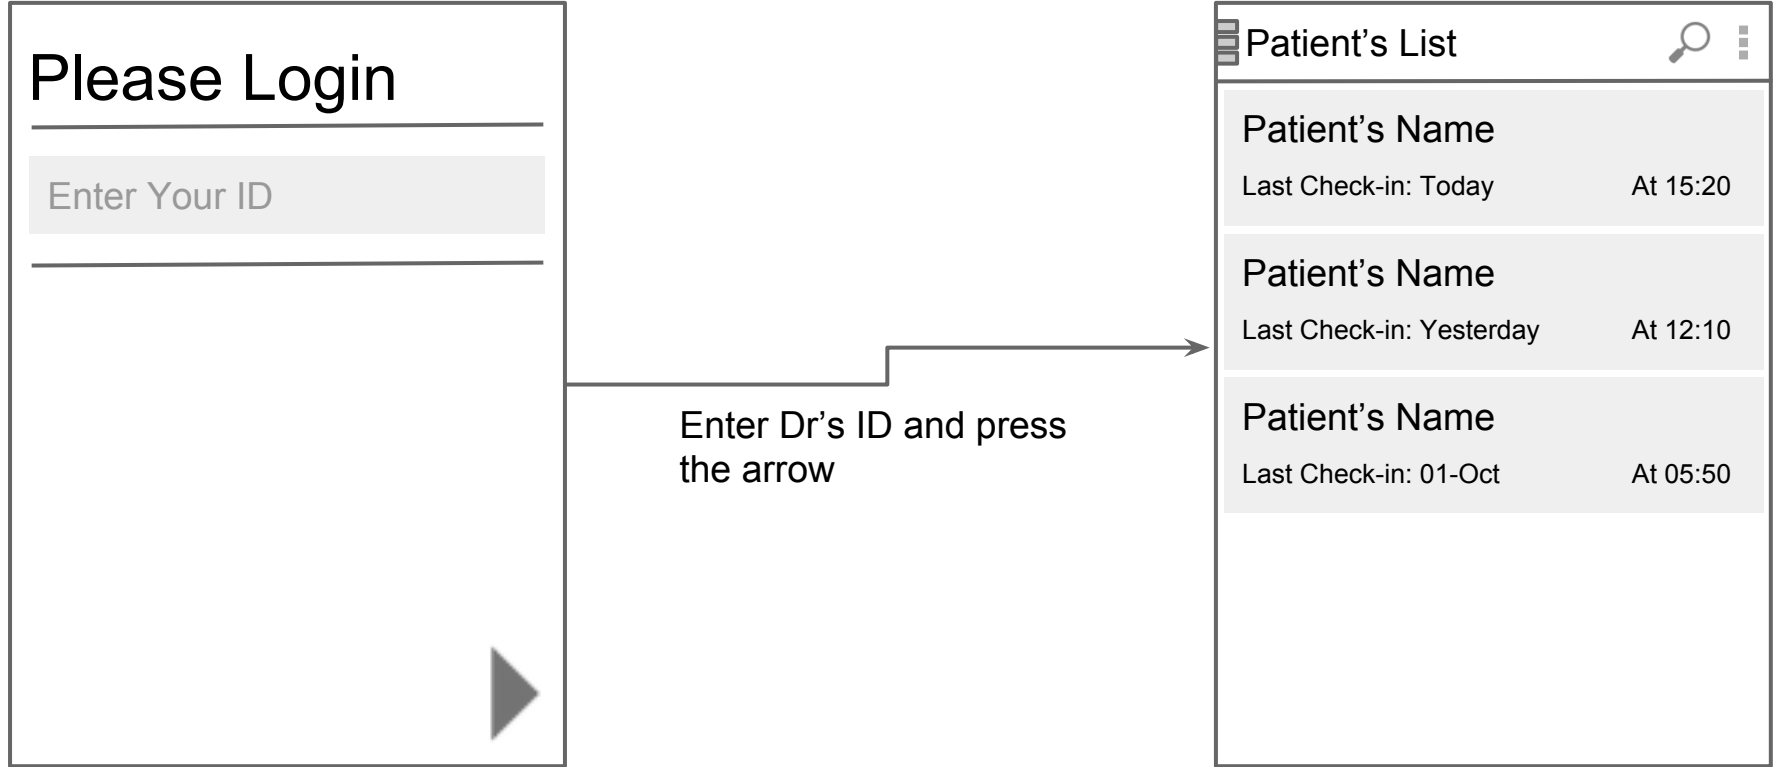 Please Login
Enter Your ID
Enter Dr’s ID and press
the arrow
Patient’s List
Patient’s Name
Last Check-in: Today At 15:20
Patient’s Name
Last Check-in: Yesterday At 12:10
Patient’s Name
Last Check-in: 01-Oct At 05:50